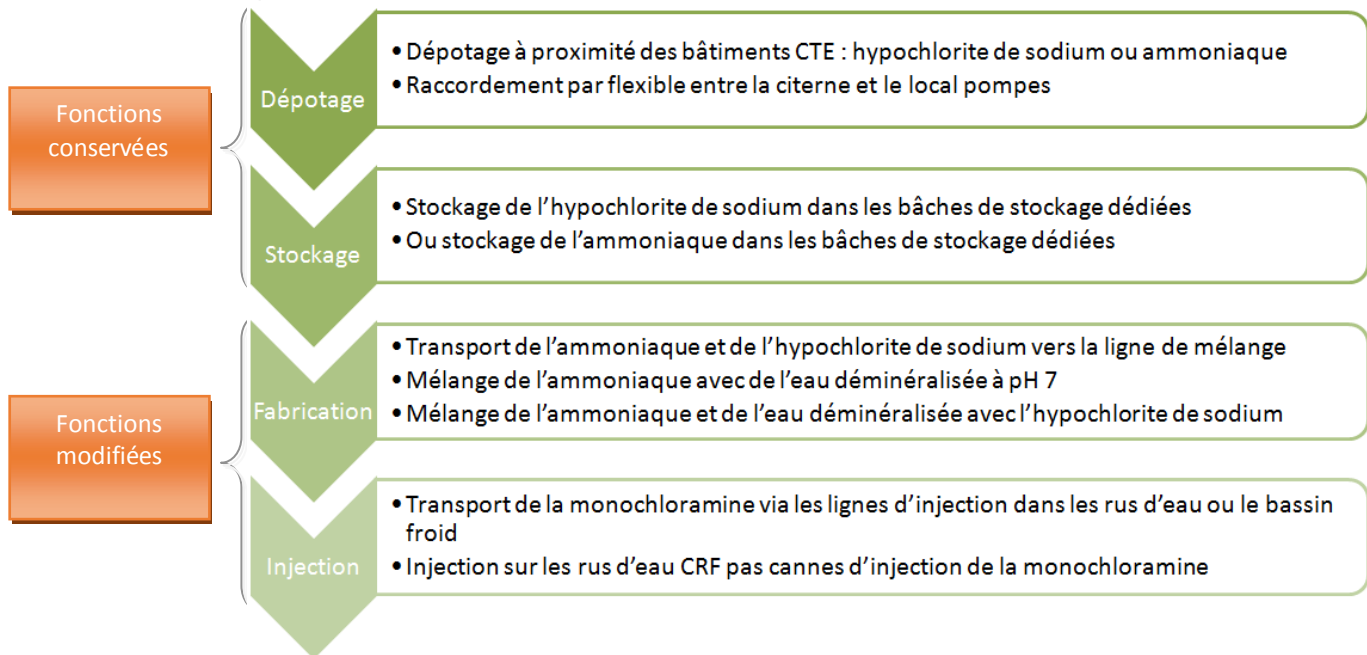 Fonctions
conservées
Dépotage
• Dépotage à proximité des bâtiments CTE : hypochlorite de sodium ou ammoniaque
• Raccordement par flexible entre la citerne et le local pompes
Stockage
• Stockage de l’hypochlorite de sodium dans les bâches de stockage dédiées
• Ou stockage de l’ammoniaque dans les bâches de stockage dédiées
Fonctions
modifiées
Fabrication
• Transport de l’ammoniaque et de l’hypochlorite de sodium vers la ligne de mélange
• Mélange de l’ammoniaque avec de l’eau déminéralisée à pH 7
• Mélange de l’ammoniaque et de l’eau déminéralisée avec l’hypochlorite de sodium
Injection
• Transport de la monochloramine via les lignes d’injection dans les rus d’eau ou le bassin
froid
• Injection sur les rus d’eau CRF pas cannes d’injection de la monochloramine